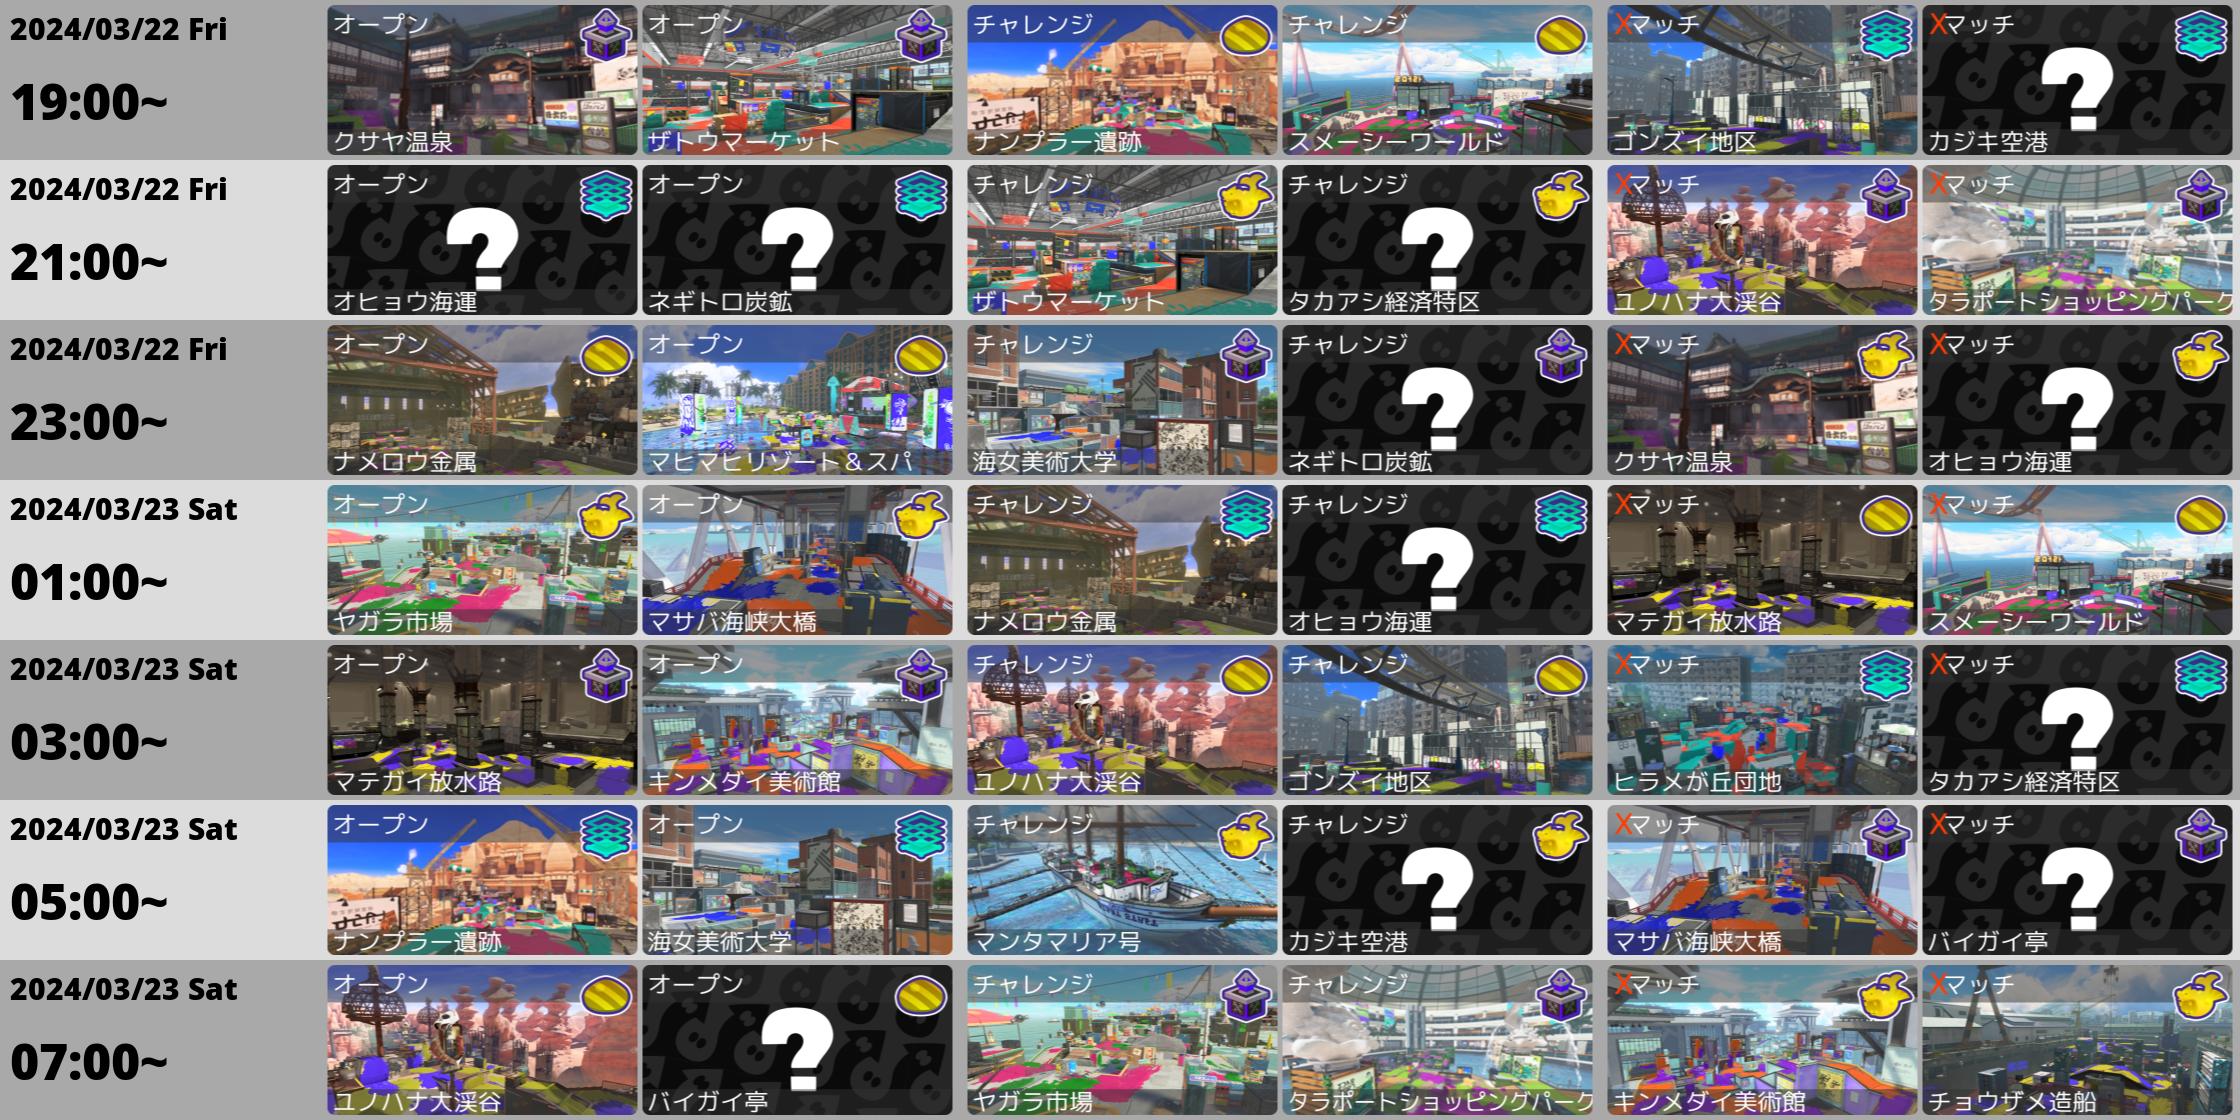 2024/03/22 Fri
19:00~
オープン
クサヤ温泉
オープン
ザトウマーケット
チャレンジ
ナンプラー遺跡
チャレンジ
スメーシーワールド
Xマッチ
ゴンズイ地区
Xマッチ
カジキ空港
2024/03/22 Fri
21:00~
オープン
オヒョウ海運
オープン
ネギトロ炭鉱
チャレンジ
ザトウマーケット
チャレンジ
タカアシ経済特区
Xマッチ
ユノハナ大渓谷
Xマッチ
タラポートショッピングパーク
2024/03/22 Fri
23:00~
オープン
ナメロウ金属
オープン
マヒマヒリゾート&スパ
チャレンジ
海女美術大学
チャレンジ
ネギトロ炭鉱
Xマッチ
クサヤ温泉
Xマッチ
オヒョウ海運
2024/03/23 Sat
01:00~
オープン
ヤガラ市場
オープン
マサバ海峡大橋
チャレンジ
ナメロウ金属
チャレンジ
オヒョウ海運
Xマッチ
マテガイ放水路
Xマッチ
スメーシーワールド
2024/03/23 Sat
03:00~
オープン
マテガイ放水路
オープン
キンメダイ美術館
チャレンジ
ユノハナ大渓谷
チャレンジ
ゴンズイ地区
Xマッチ
ヒラメが丘団地
Xマッチ
タカアシ経済特区
2024/03/23 Sat
05:00~
オープン
ナンプラー遺跡
オープン
海女美術大学
チャレンジ
マンタマリア号
チャレンジ
カジキ空港
Xマッチ
マサバ海峡大橋
Xマッチ
バイガイ亭
2024/03/23 Sat
07:00~
オープン
ユノハナ大渓谷
オープン
バイガイ亭
チャレンジ
ヤガラ市場
チャレンジ
タラポートショッピングパーク
Xマッチ
キンメダイ美術館
Xマッチ
チョウザメ造船